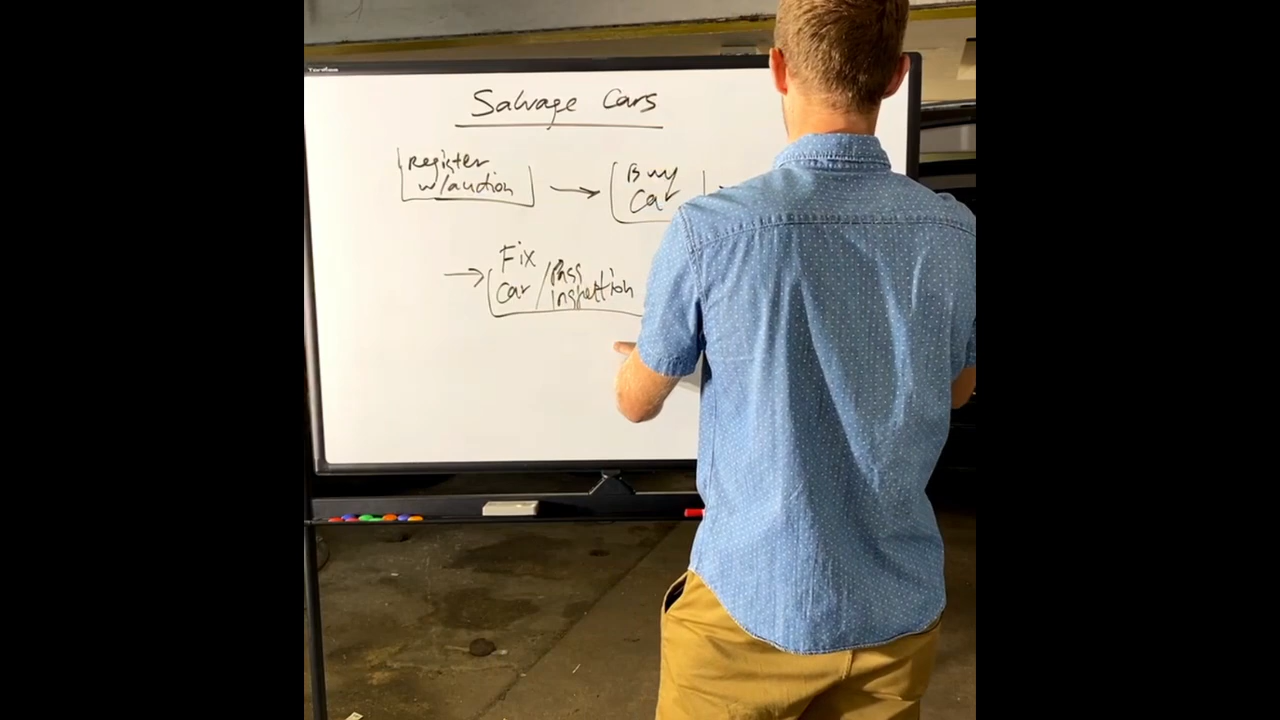 Salvage Cars
Register
w/auction
Buy
Car
Fix
Car / Pass
inspection